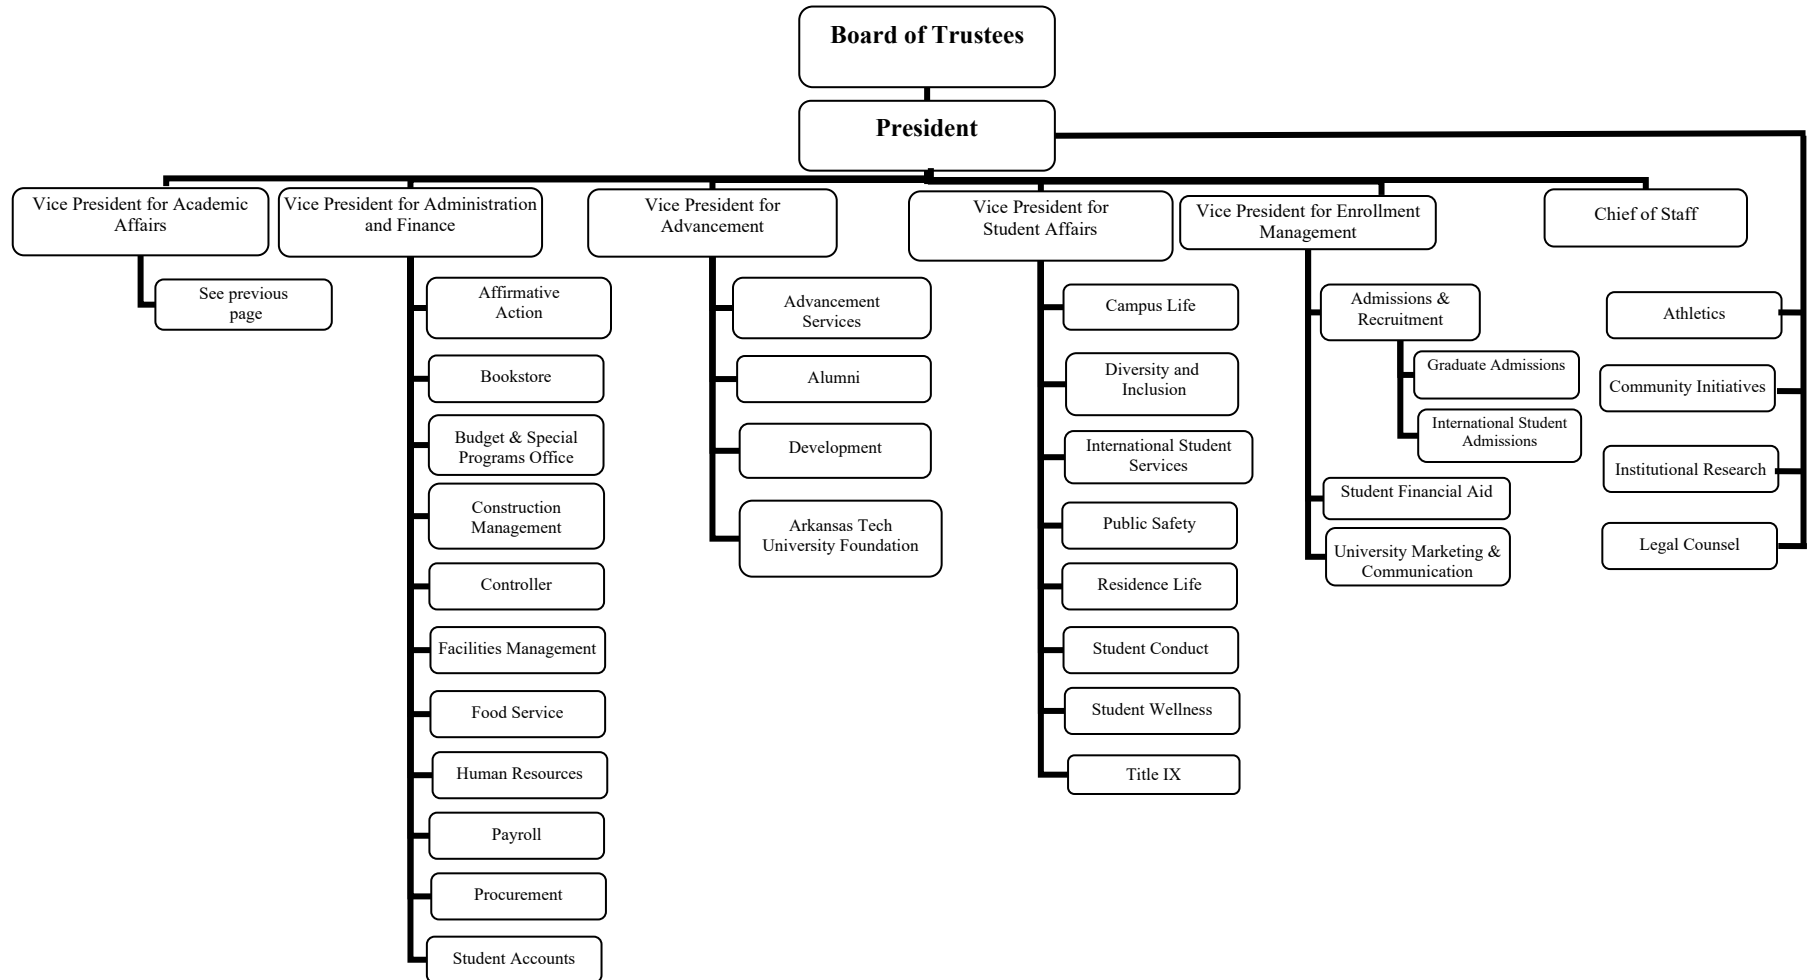 Board of Trustees
President
Vice President for Academic
Affairs
See previous
page
Vice President for Administration
and Finance
Affirmative
Action
Bookstore
Budget & Special
Programs Office
Construction
Management
Controller
Facilities Management
Food Service
Human Resources
Payroll
Procurement
Student Accounts
Vice President for
Advancement
Advancement
Services
Alumni
Development
Arkansas Tech
University Foundation
Vice President for
Student Affairs
Campus Life
Diversity and
Inclusion
International Student
Services
Public Safety
Residence Life
Student Conduct
Student Wellness
Title IX
Vice President for Enrollment
Management
Admissions &
Recruitment
Graduate Admissions
International Student
Admissions
Student Financial Aid
University Marketing &
Communication
Chief of Staff
Athletics
Community Initiatives
Institutional Research
Legal Counsel